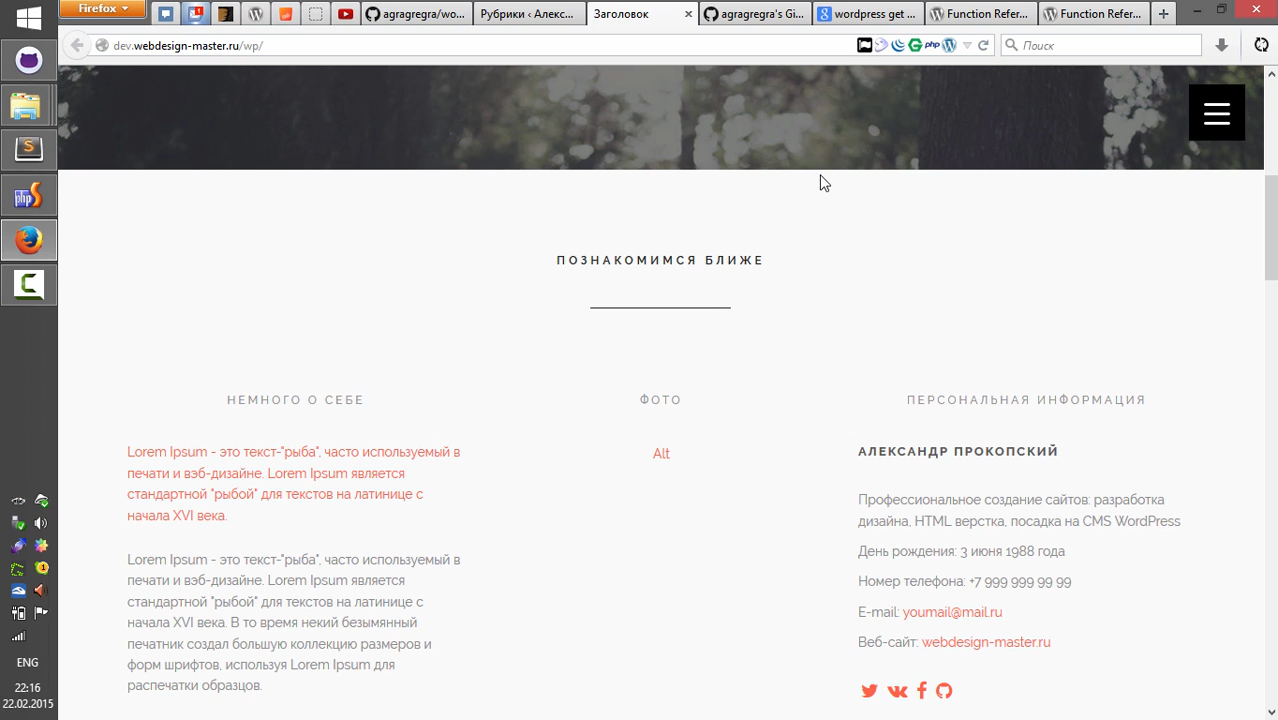 Firefox
agragregra/wo...
Рубрики ‹ Алекс...
Заголовок
agragregra's Gi...
wordpress get ...
Function Refer...
Function Refer...
dev.webdesign-master.ru/wp/
php
Поиск
ПОЗНАКОМИМСЯ БЛИЖЕ
НЕМНОГО О СЕБЕ
Lorem Ipsum - это текст-"рыба", часто используемый в
печати и вэб-дизайне. Lorem Ipsum является
стандартной "рыбой" для текстов на латинице с
начала XVI века.
Lorem Ipsum - это текст-"рыба", часто используемый в
печати и вэб-дизайне. Lorem Ipsum является
стандартной "рыбой" для текстов на латинице с
начала XVI века. В то время некий безымянный
печатник создал большую коллекцию размеров и
форм шрифтов, используя Lorem Ipsum для
распечатки образцов.
ФОТО
Alt
ПЕРСОНАЛЬНАЯ ИНФОРМАЦИЯ
АЛЕКСАНДР ПРОКОПСКИЙ
Профессиональное создание сайтов: разработка
дизайна, HTML верстка, посадка на CMS WordPress
День рождения: 3 июня 1988 года
Номер телефона: +7 999 999 99 99
E-mail: youmail@mail.ru
Веб-сайт: webdesign-master.ru
ENG
22:16
22.02.2015